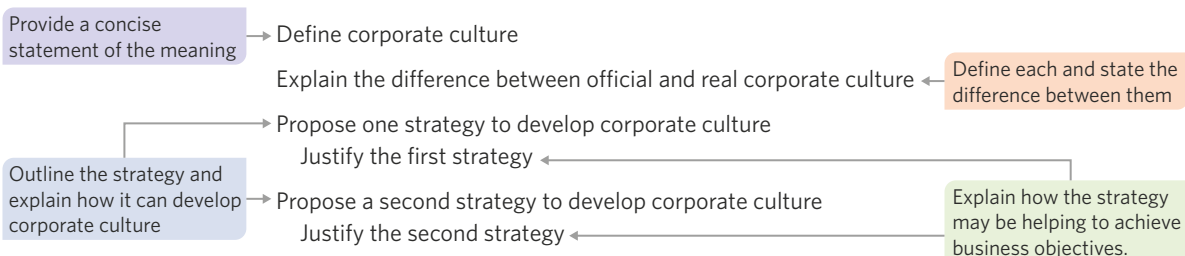 Provide a concise
statement of the meaning
Define corporate culture
Explain the difference between official and real corporate culture
Define each and state the
difference between them
Propose one strategy to develop corporate culture
Justify the first strategy
Outline the strategy and
explain how it can develop
corporate culture
Propose a second strategy to develop corporate culture
Justify the second strategy
Explain how the strategy
may be helping to achieve
business objectives.